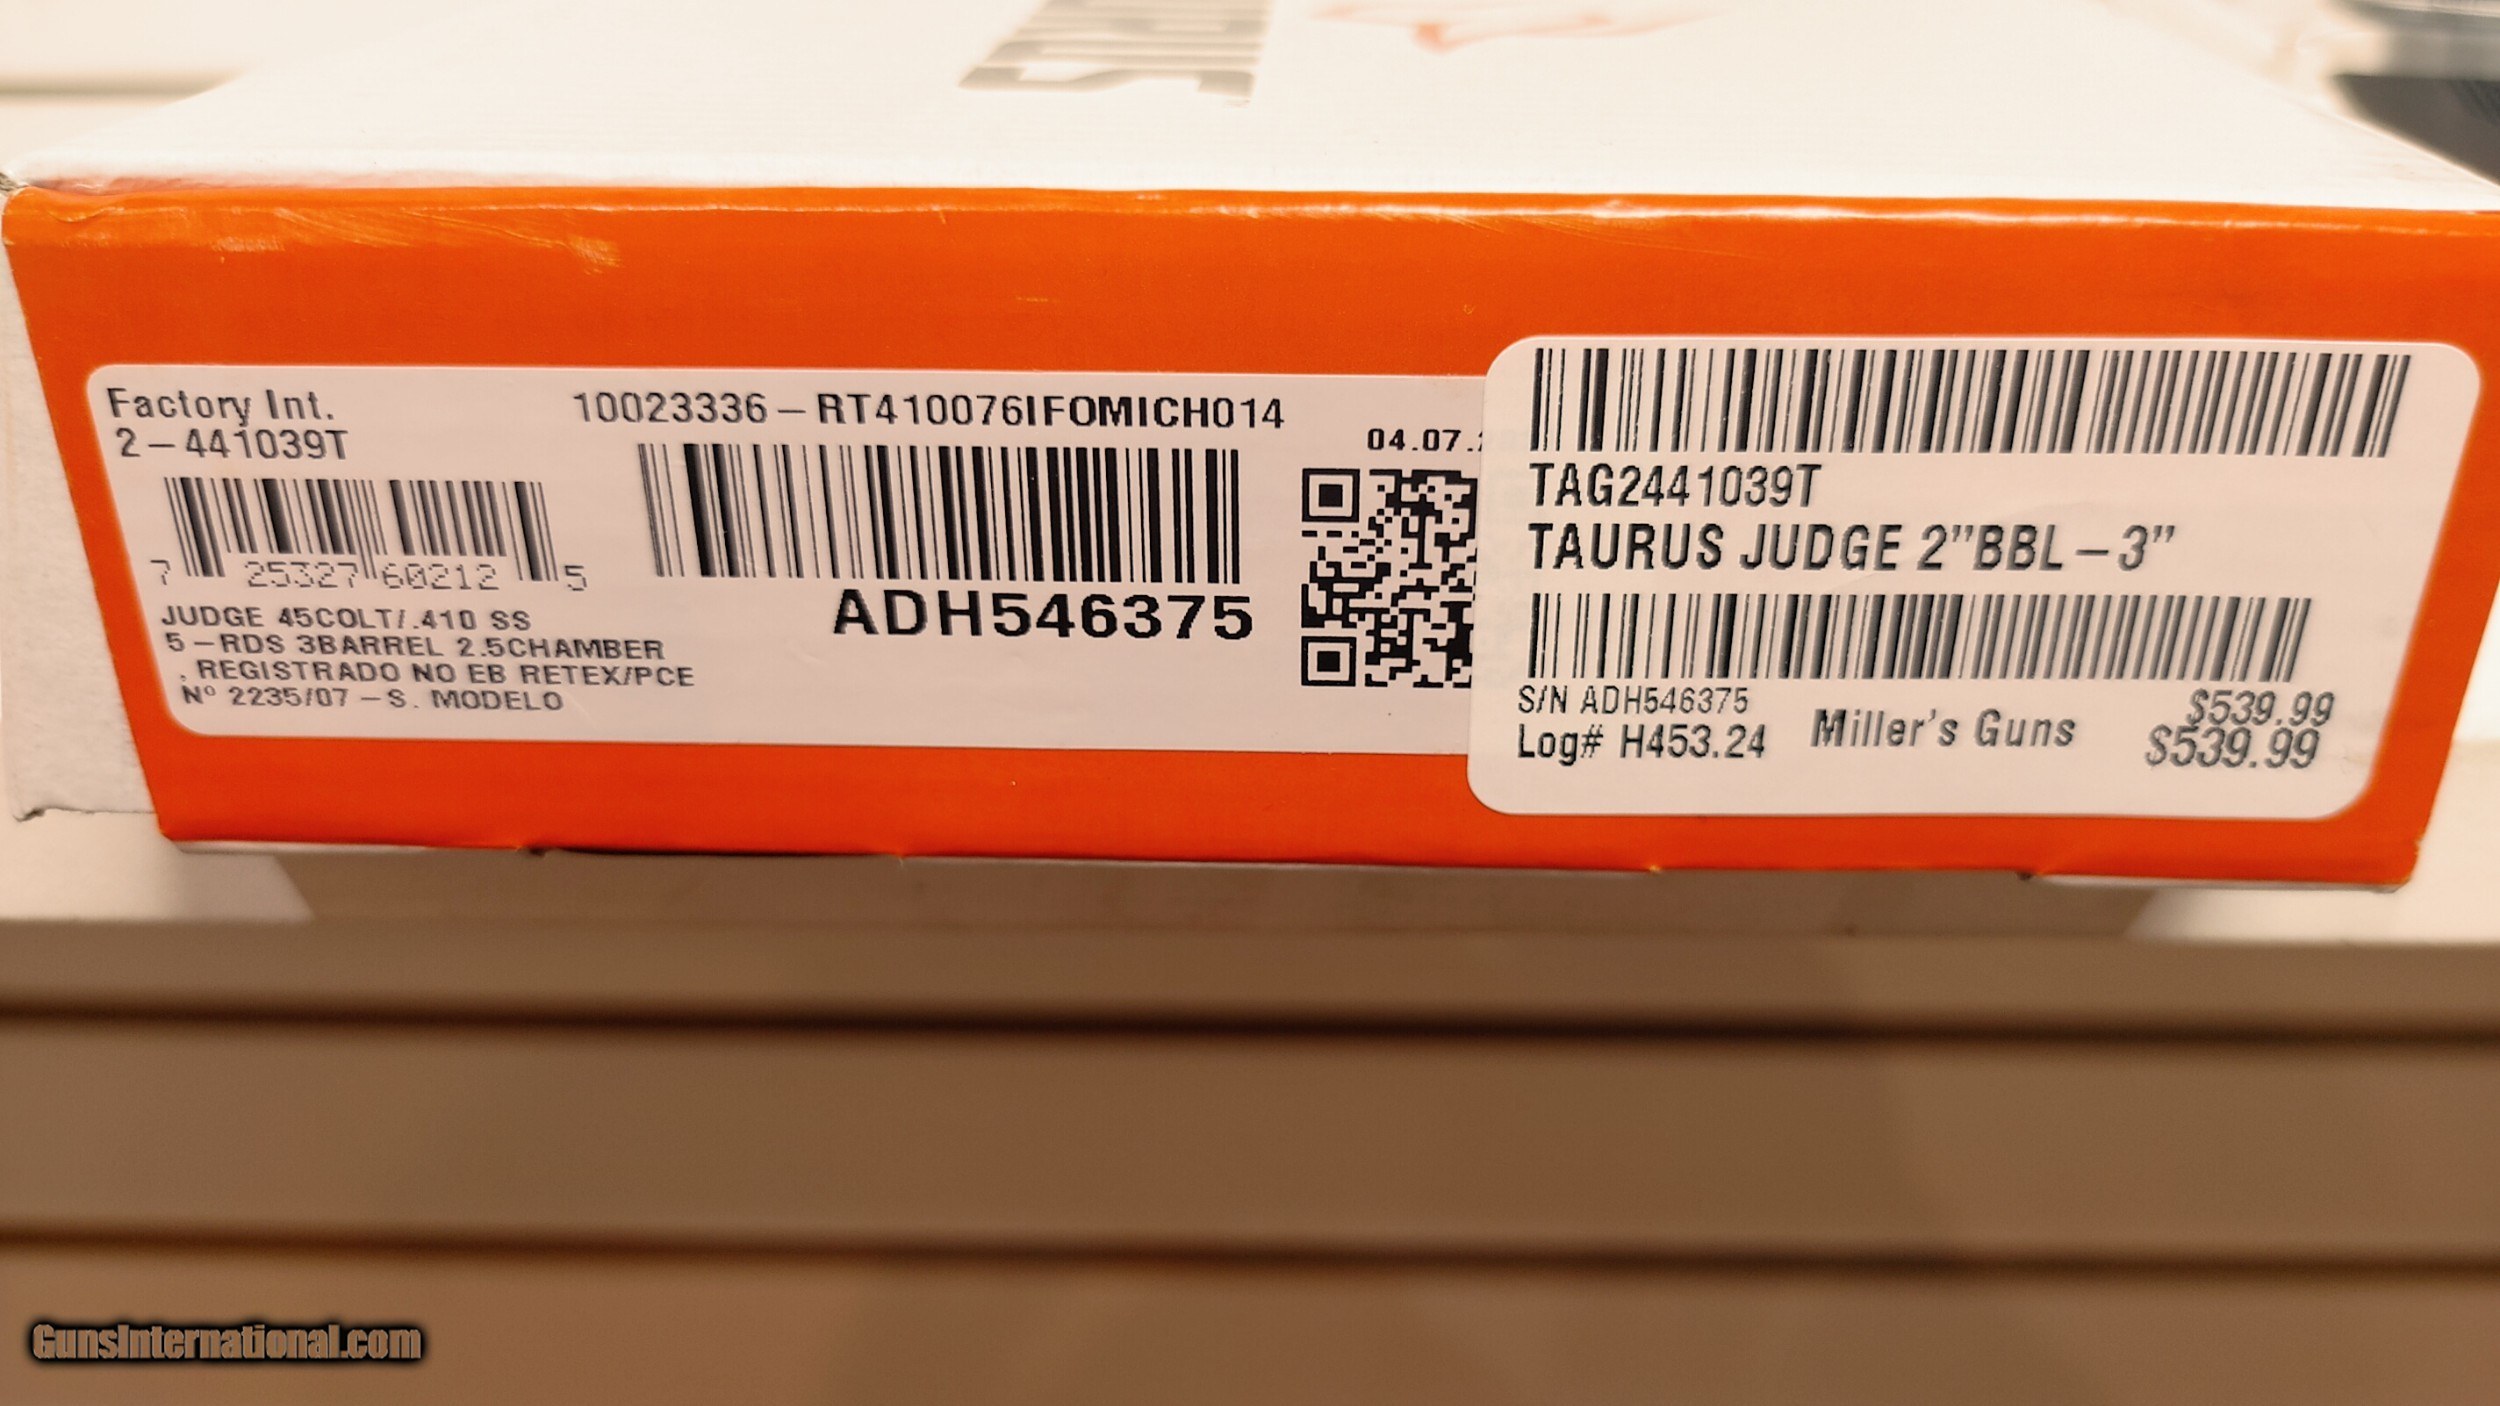 Factory Int.
2-441039T
7 25327 60212 5
JUDGE 45COLT/.410 SS
5-RDS 3BARREL 2.5CHAMBER
, REGISTRADO NO EB RETEX/PCE
Nº 2235/07 -S. MODELO
10023336-RT410076IFOMICH014
ADH546375
04.07.
TAG2441039T
TAURUS JUDGE 2"BBL-3"
S/N ADH546375
$539.99
Log# H453.24
Miller's Guns
$539.99
GunsInternational.com